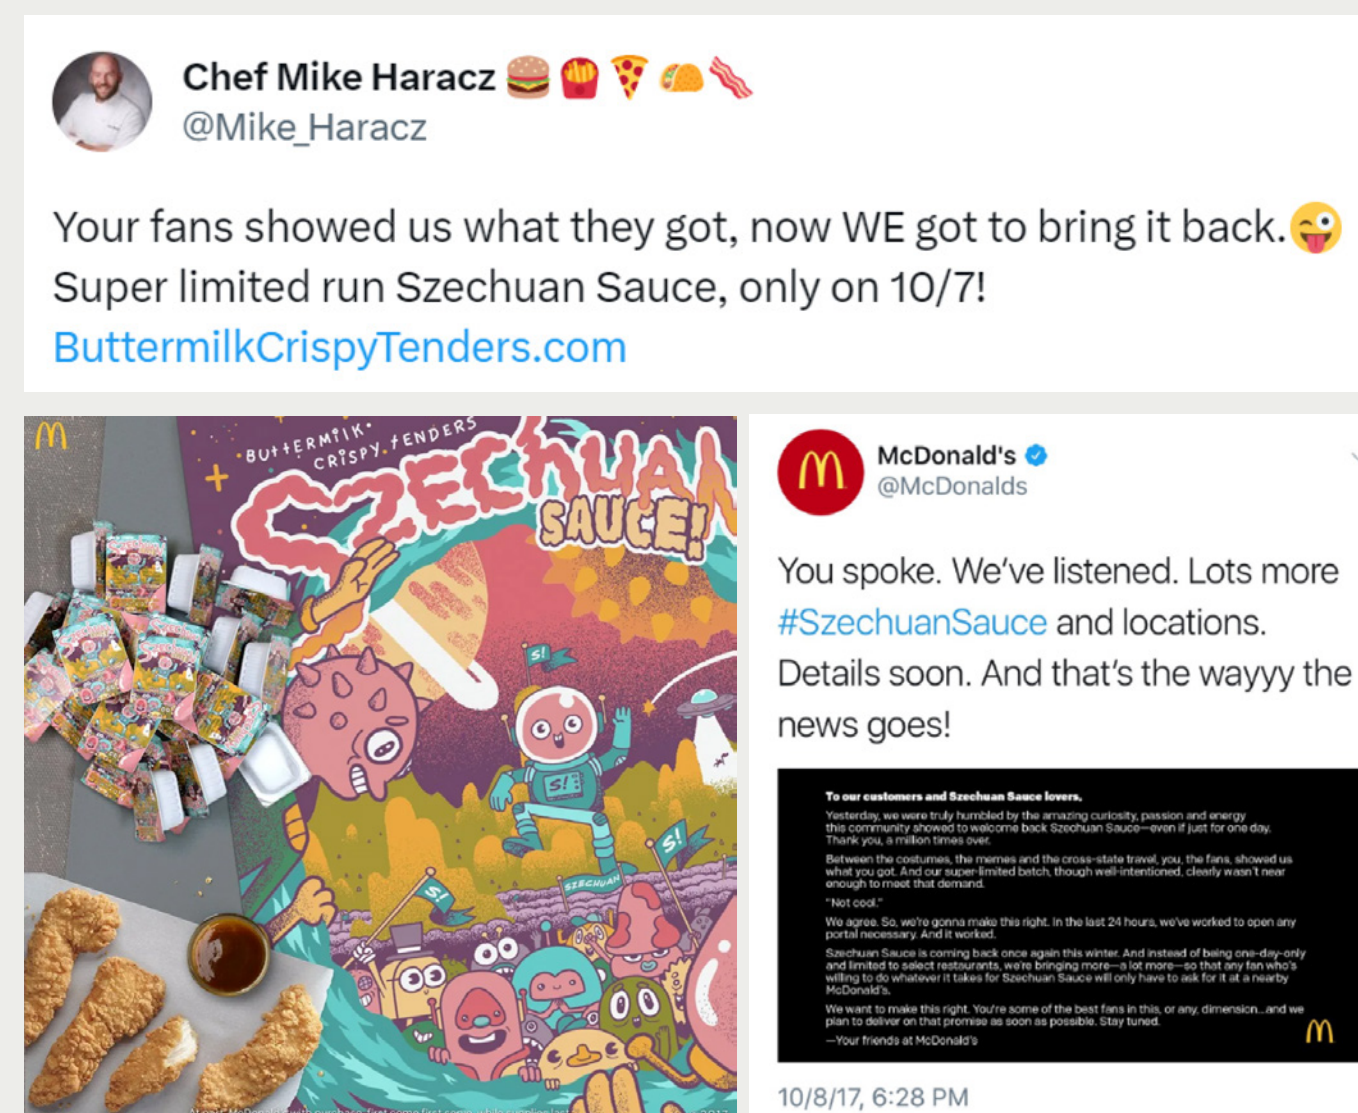 Chef Mike Haracz
@Mike_Haracz
Your fans showed us what they got, now WE got to bring it back.
Super limited run Szechuan Sauce, only on 10/7!
ButtermilkCrispyTenders.com
BUTTERMILK
CRISPY TENDERS
SZECHUAN
SAUCE!
S!
S!
S!
SZECHUAN
S!
McDonald's
@McDonalds
You spoke. We've listened. Lots more
#SzechuanSauce and locations.
Details soon. And that's the wayyy the
news goes!
To our customers and Szechuan Sauce lovers,
Yesterday, we were truly humbled by the amazing curiosity, passion and energy
this community showed to welcome back Szechuan Sauce—even if just for one day.
Thank you, a million times over.
Between the costumes, the memes and the cross-state travel, you, the fans, showed us
what you got. And our super-limited batch, though well-intentioned, clearly wasn't near
enough to meet that demand.
"Not cool."
We agree. So, we're gonna make this right. In the last 24 hours, we've worked to open any
portal necessary. And it worked.
Szechuan Sauce is coming back once again this winter. And instead of being one-day-only
and limited to select restaurants, we're bringing more—a lot more—so that any fan who's
willing to do whatever it takes for Szechuan Sauce will only have to ask for it at a nearby
McDonald's.
We want to make this right. You're some of the best fans in this, or any, dimension...and we
plan to deliver on that promise as soon as possible. Stay tuned.
—Your friends at McDonald's
10/8/17, 6:28 PM